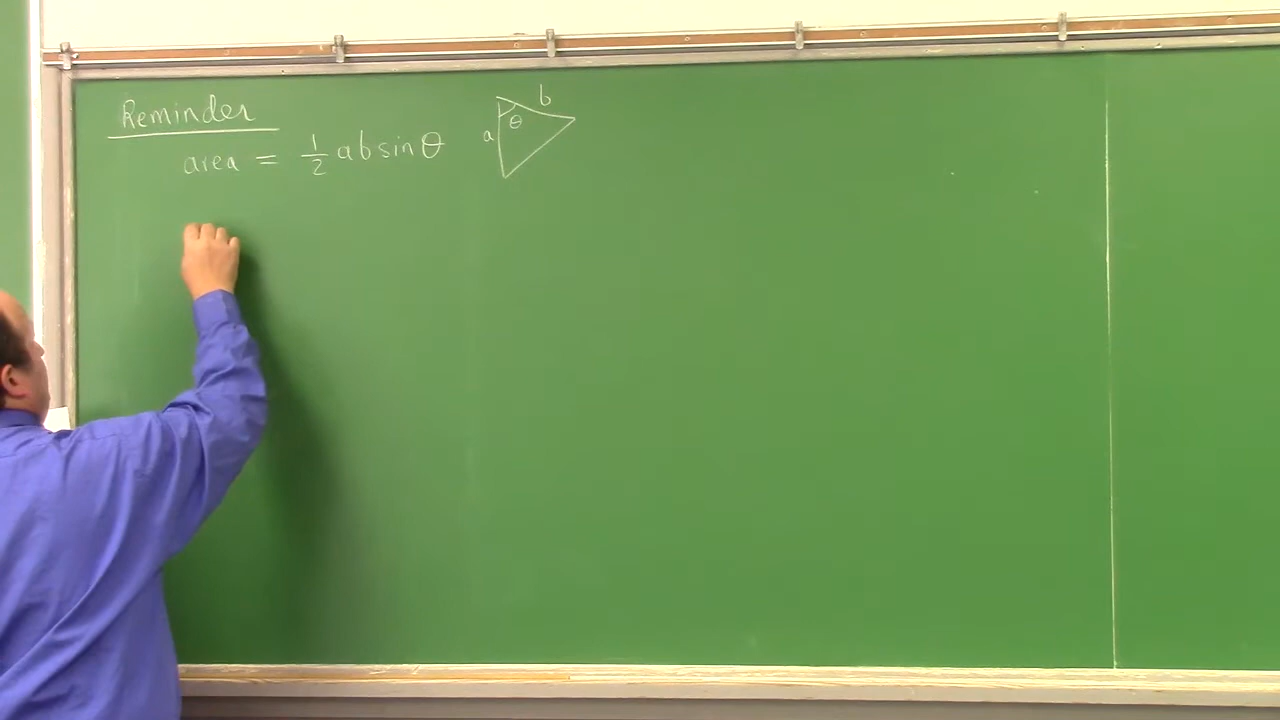 Reminder
area = 1/2 ab sin θ
b
θ
a